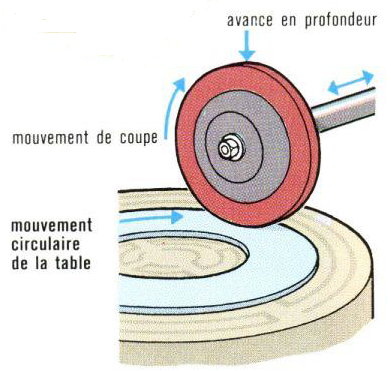 avance en profondeur
mouvement de coupe
mouvement
circulaire
de la table